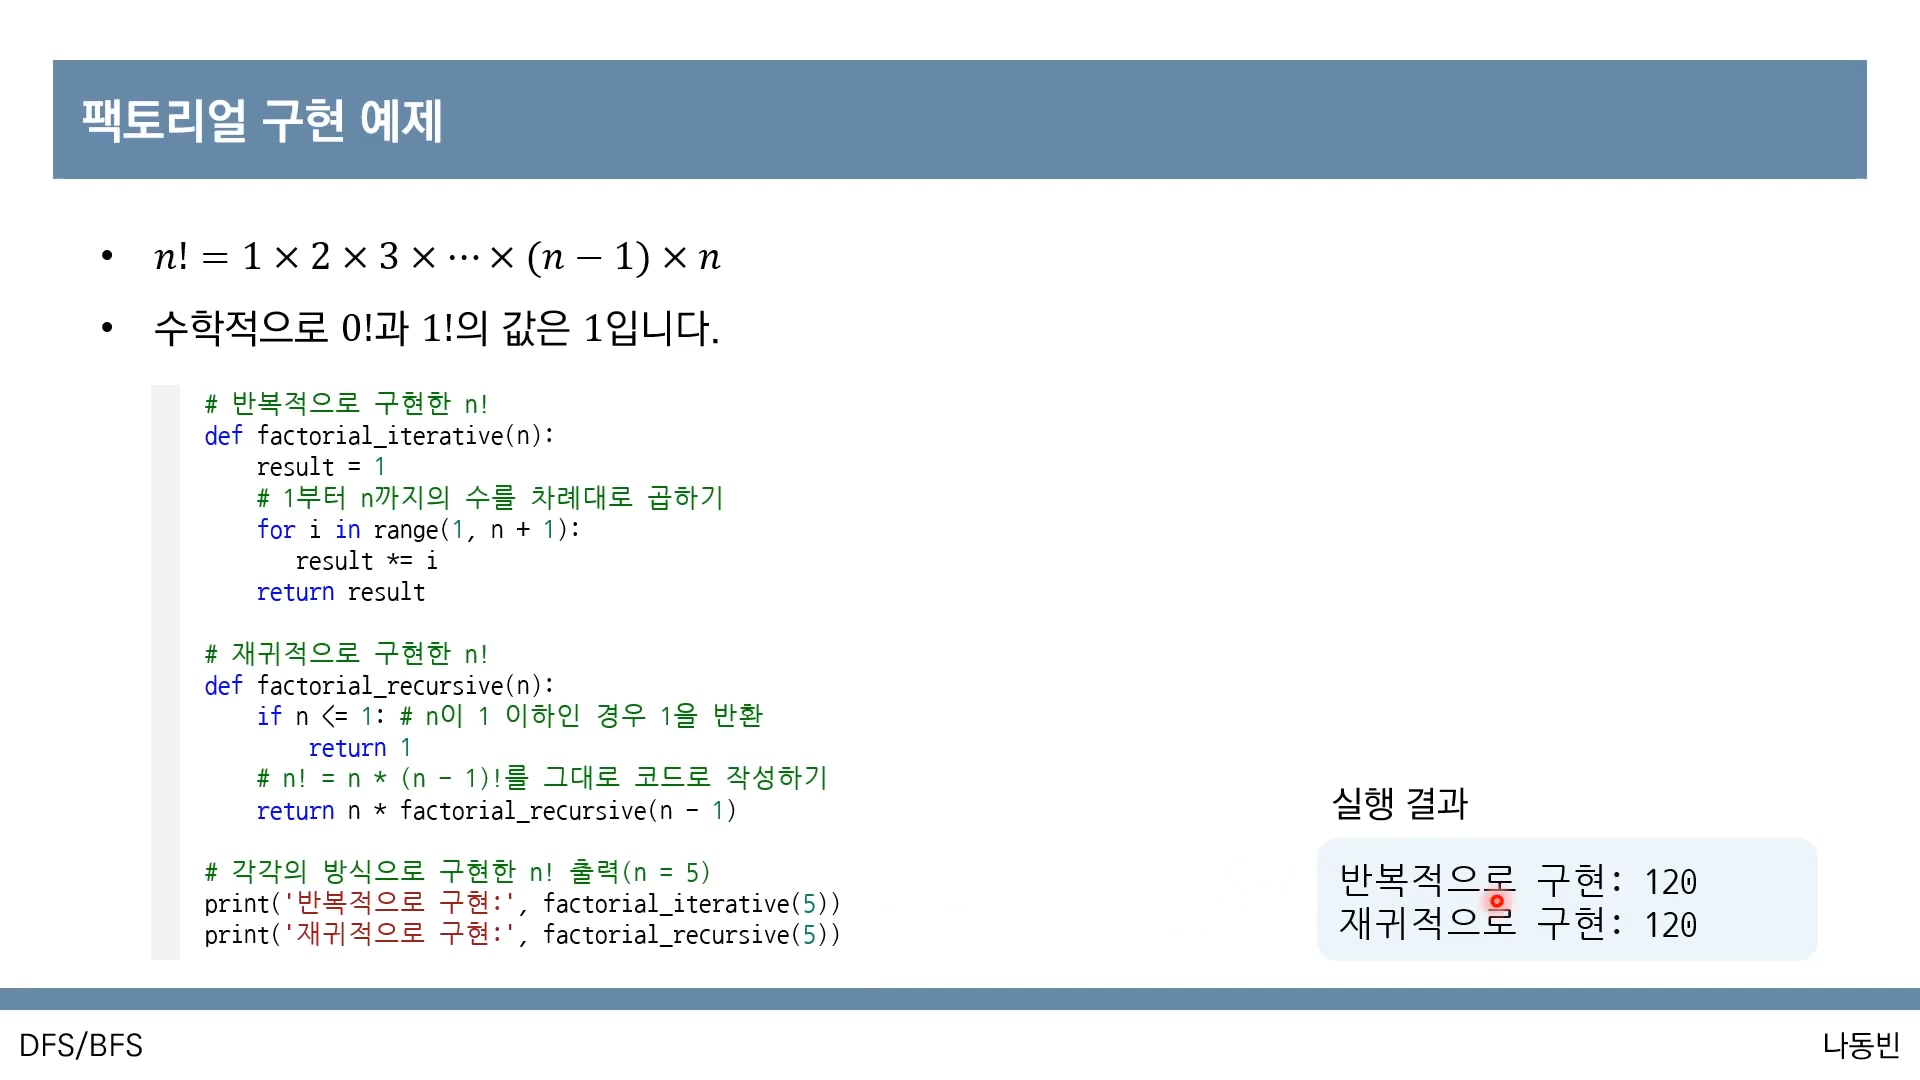 팩토리얼 구현 예제
• n! = 1 × 2 × 3 × ⋯ × (n − 1) × n
• 수학적으로 0!과 1!의 값은 1입니다.
# 반복적으로 구현한 n!
def factorial_iterative(n):
    result = 1
    # 1부터 n까지의 수를 차례대로 곱하기
    for i in range(1, n + 1):
       result *= i
    return result

# 재귀적으로 구현한 n!
def factorial_recursive(n):
    if n <= 1: # n이 1 이하인 경우 1을 반환
        return 1
    # n! = n * (n - 1)!를 그대로 코드로 작성하기
    return n * factorial_recursive(n - 1)

# 각각의 방식으로 구현한 n! 출력(n = 5)
print('반복적으로 구현:', factorial_iterative(5))
print('재귀적으로 구현:', factorial_recursive(5))
실행 결과
반복적으로 구현: 120
재귀적으로 구현: 120
DFS/BFS
나동빈